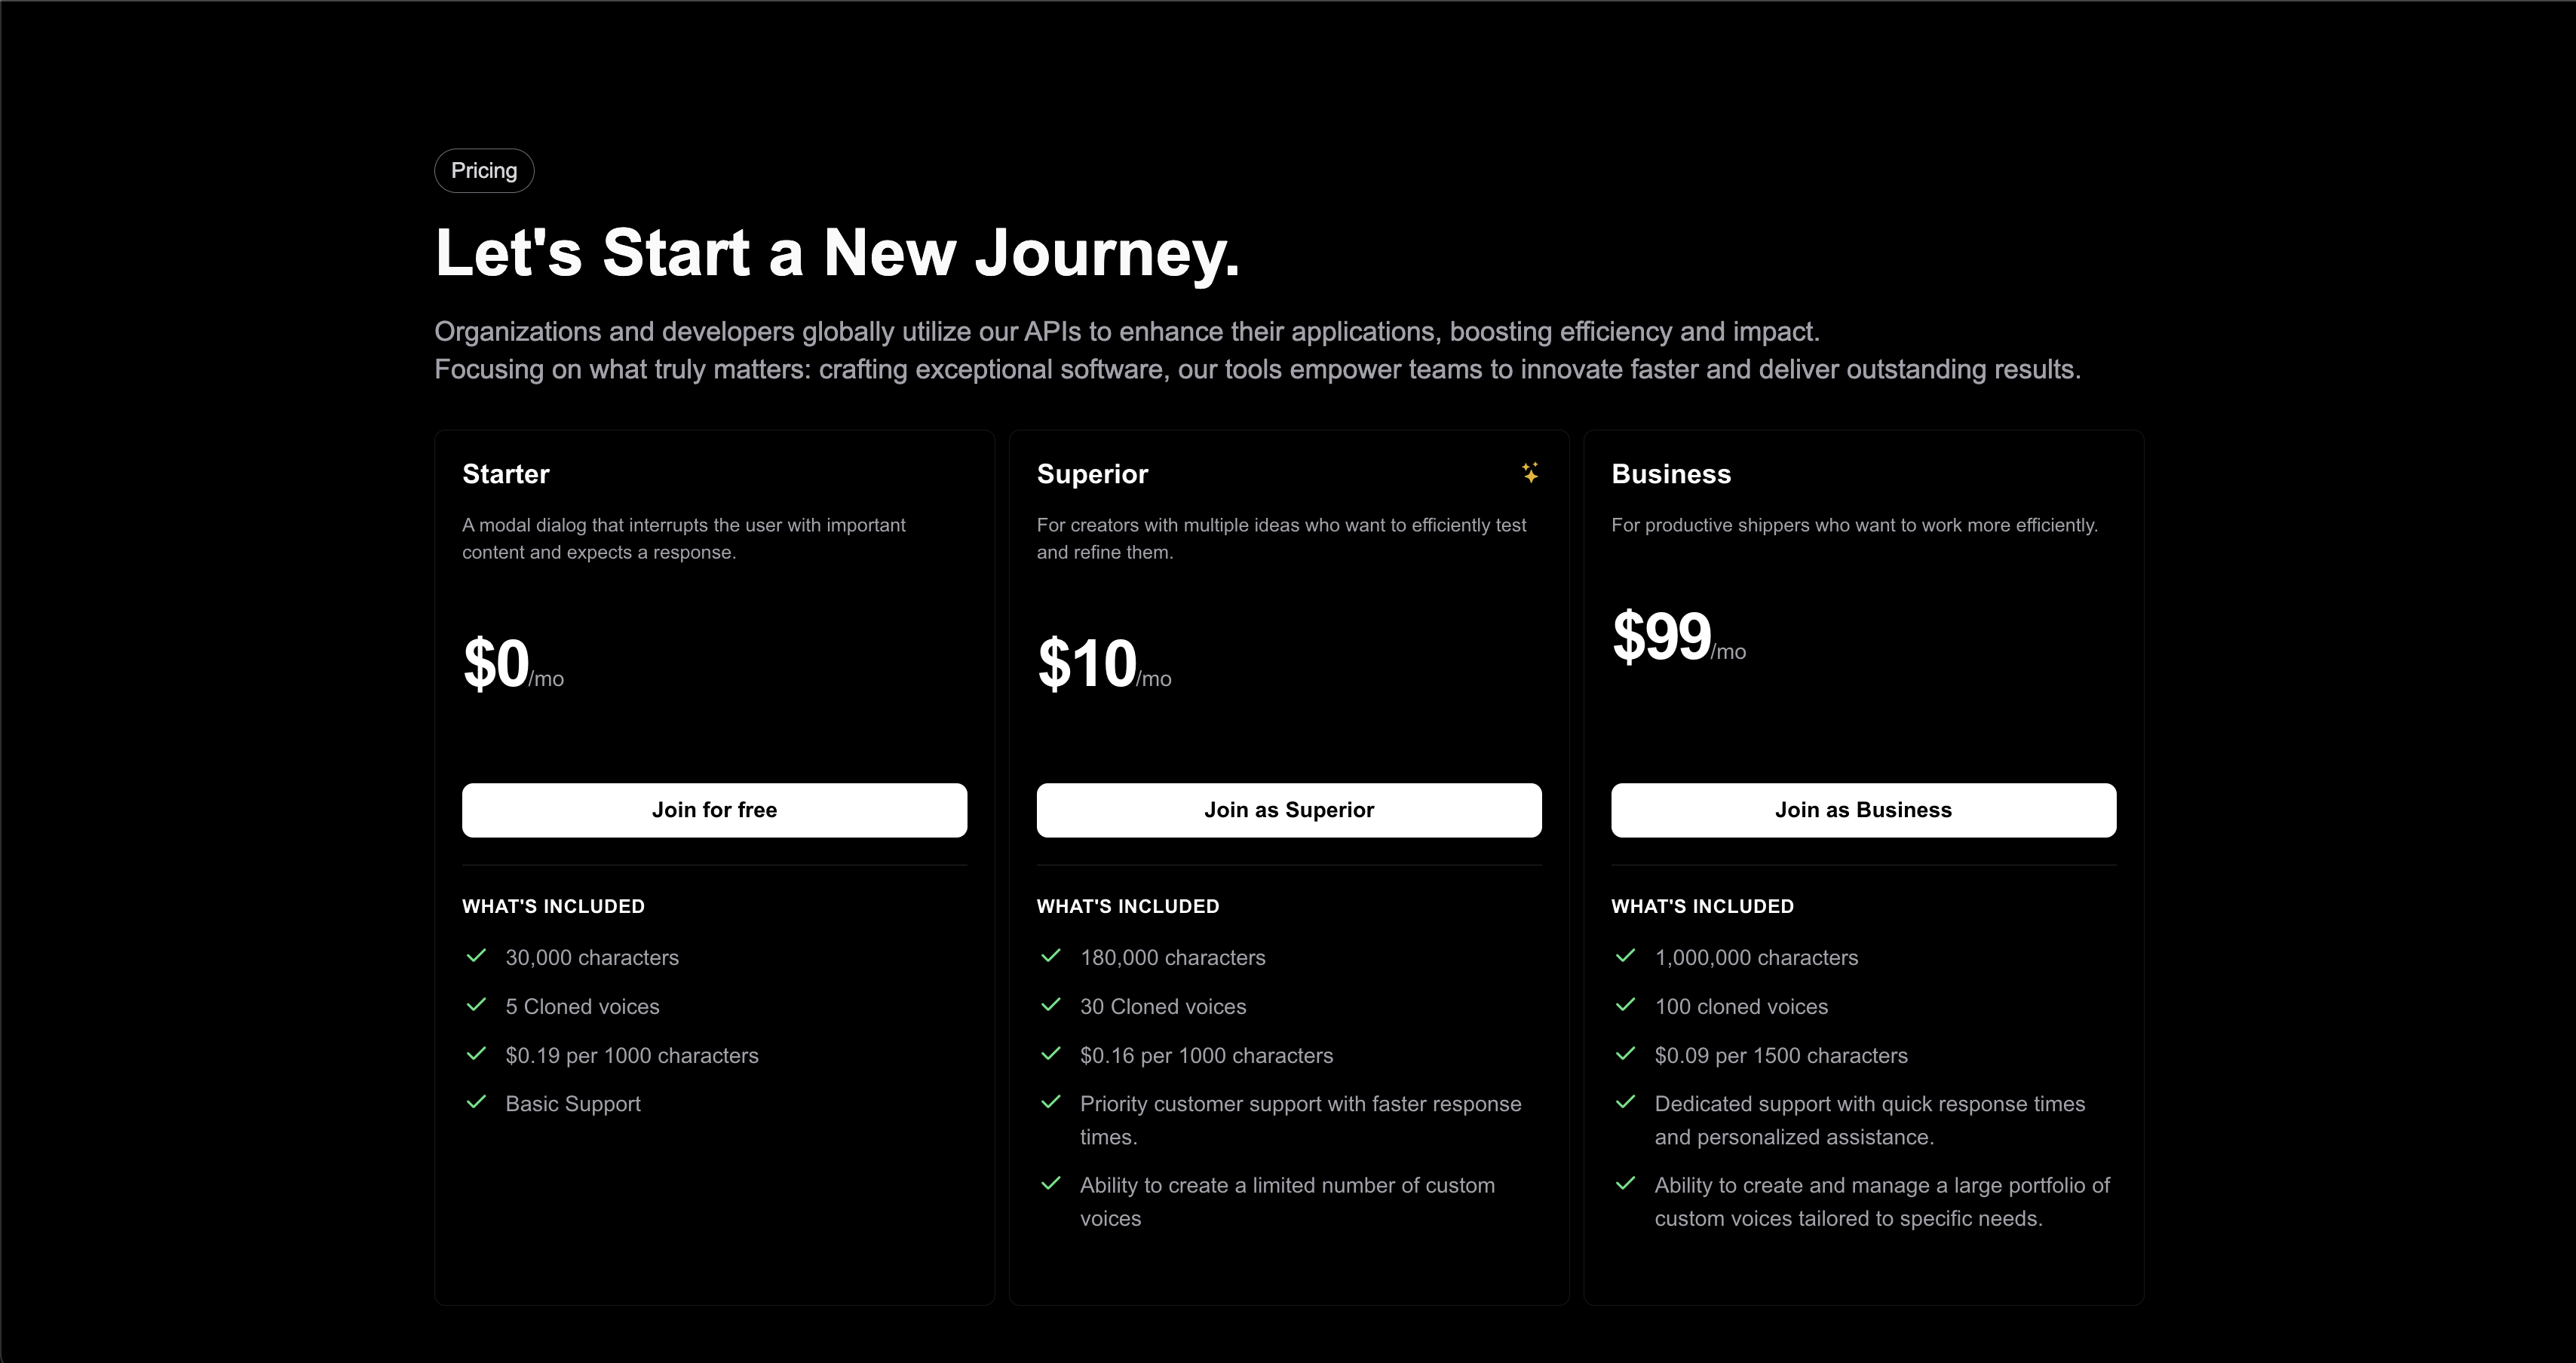 Pricing
Let's Start a New Journey.
Organizations and developers globally utilize our APIs to enhance their applications, boosting efficiency and impact.
Focusing on what truly matters: crafting exceptional software, our tools empower teams to innovate faster and deliver outstanding results.
Starter
A modal dialog that interrupts the user with important
content and expects a response.
$0/mo
Join for free
WHAT'S INCLUDED
30,000 characters
5 Cloned voices
$0.19 per 1000 characters
Basic Support
Superior
For creators with multiple ideas who want to efficiently test
and refine them.
$10/mo
Join as Superior
WHAT'S INCLUDED
180,000 characters
30 Cloned voices
$0.16 per 1000 characters
Priority customer support with faster response
times.
Ability to create a limited number of custom
voices
Business
For productive shippers who want to work more efficiently.
$99/mo
Join as Business
WHAT'S INCLUDED
1,000,000 characters
100 cloned voices
$0.09 per 1500 characters
Dedicated support with quick response times
and personalized assistance.
Ability to create and manage a large portfolio of
custom voices tailored to specific needs.